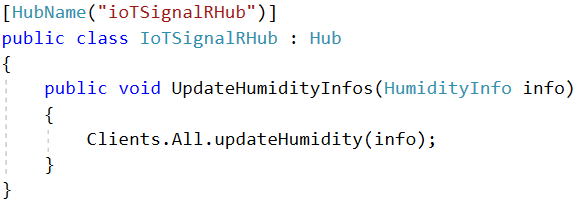 [HubName("ioTSignalRHub")]
public class IoTSignalRHub : Hub
{
    public void UpdateHumidityInfos(HumidityInfo info)
    {
        Clients.All.updateHumidity(info);
    }
}